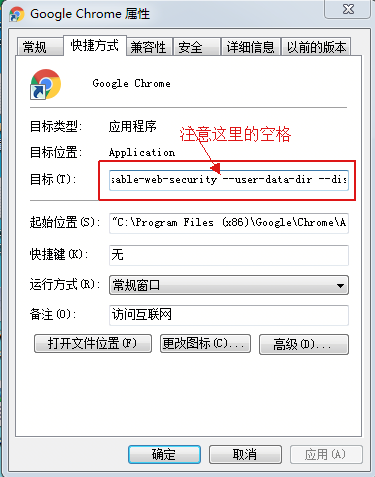 Google Chrome 属性
常规 快捷方式 兼容性 安全 详细信息 以前的版本
Google Chrome
目标类型: 应用程序
注意这里的空格
目标位置: Application
目标(T): sable-web-security --user-data-dir --dis
起始位置(S): "C:\Program Files (x86)\Google\Chrome\A
快捷键(K): 无
运行方式(R): 常规窗口
备注(O): 访问互联网
打开文件位置(F) 更改图标(C)... 高级(D)...
确定 取消 应用(A)